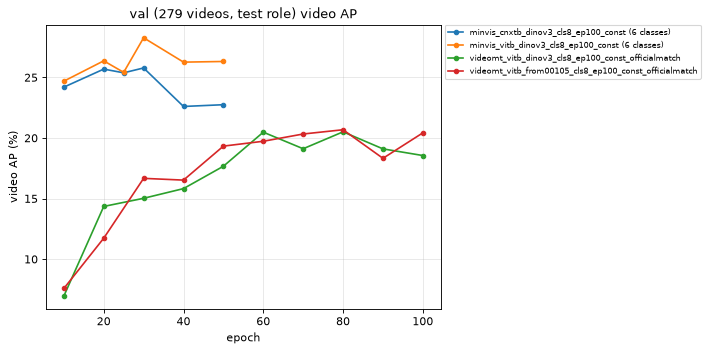 val (279 videos, test role) video AP
minvis_cnxtb_dinov3_cls8_ep100_const (6 classes)
minvis_vitb_dinov3_cls8_ep100_const (6 classes)
videomt_vitb_dinov3_cls8_ep100_const_officialmatch
videomt_vitb_from00105_cls8_ep100_const_officialmatch
video AP (%)
25
20
15
10
20
40
60
80
100
epoch